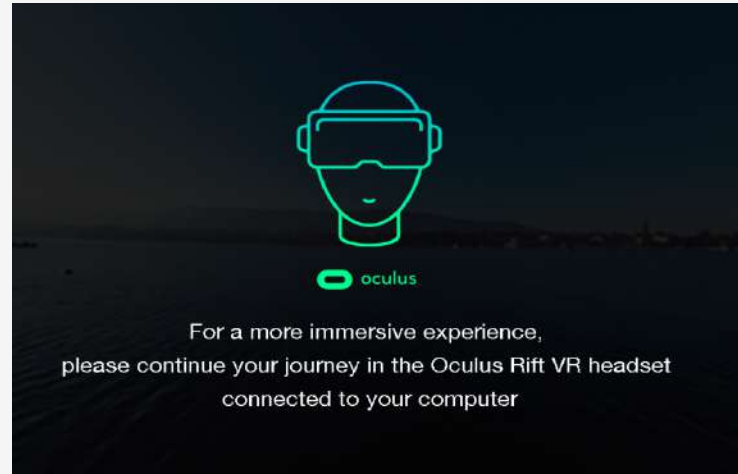 oculus
For a more immersive experience,
please continue your journey in the Oculus Rift VR headset
connected to your computer